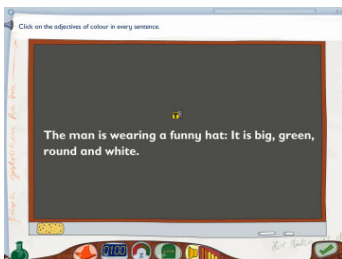 Click on the adjectives of colour in every sentence.
The man is wearing a funny hat: It is big, green,
round and white.